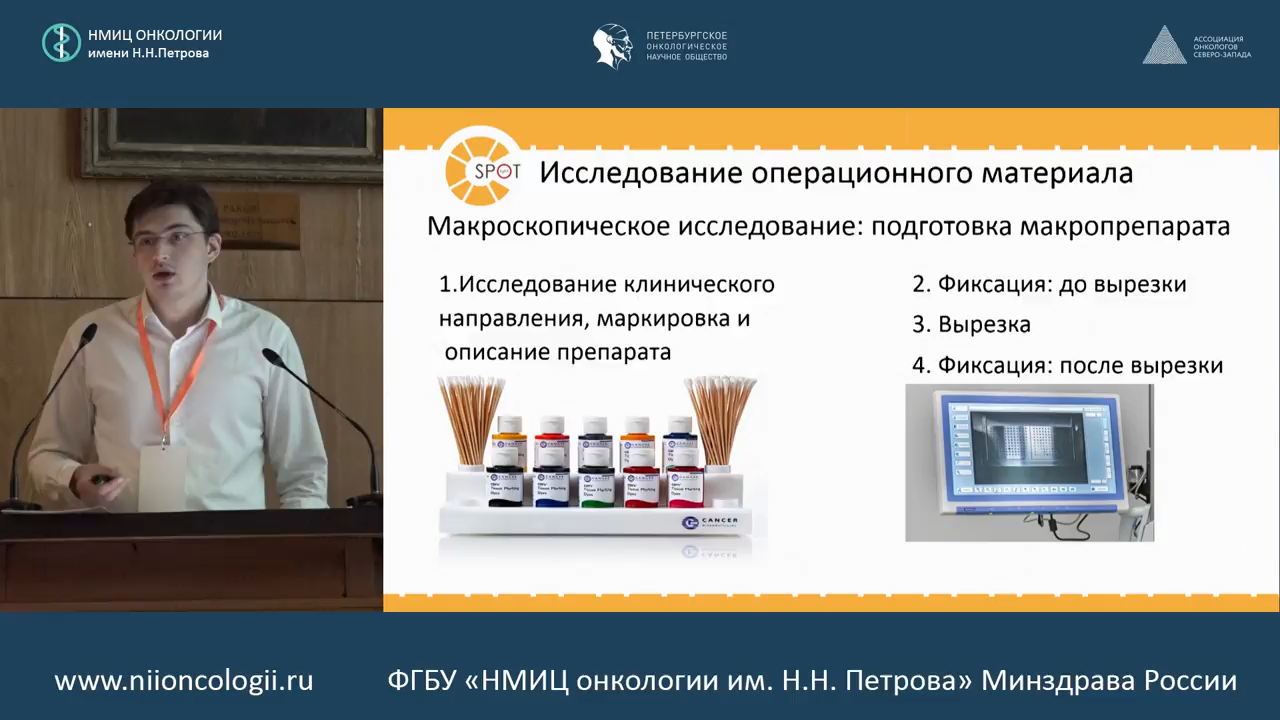 НМИЦ ОНКОЛОГИИ
имени Н.Н.Петрова
ПЕТЕРБУРГСКОЕ
ОНКОЛОГИЧЕСКОЕ
НАУЧНОЕ ОБЩЕСТВО
АССОЦИАЦИЯ
ОНКОЛОГОВ
СЕВЕРО-ЗАПАДА
SPOT
Исследование операционного материала
Макроскопическое исследование: подготовка макропрепарата
1.Исследование клинического
направления, маркировка и
описание препарата
2. Фиксация: до вырезки
3. Вырезка
4. Фиксация: после вырезки
CANCER
www.niioncologii.ru
ФГБУ «НМИЦ онкологии им. Н.Н. Петрова» Минздрава России